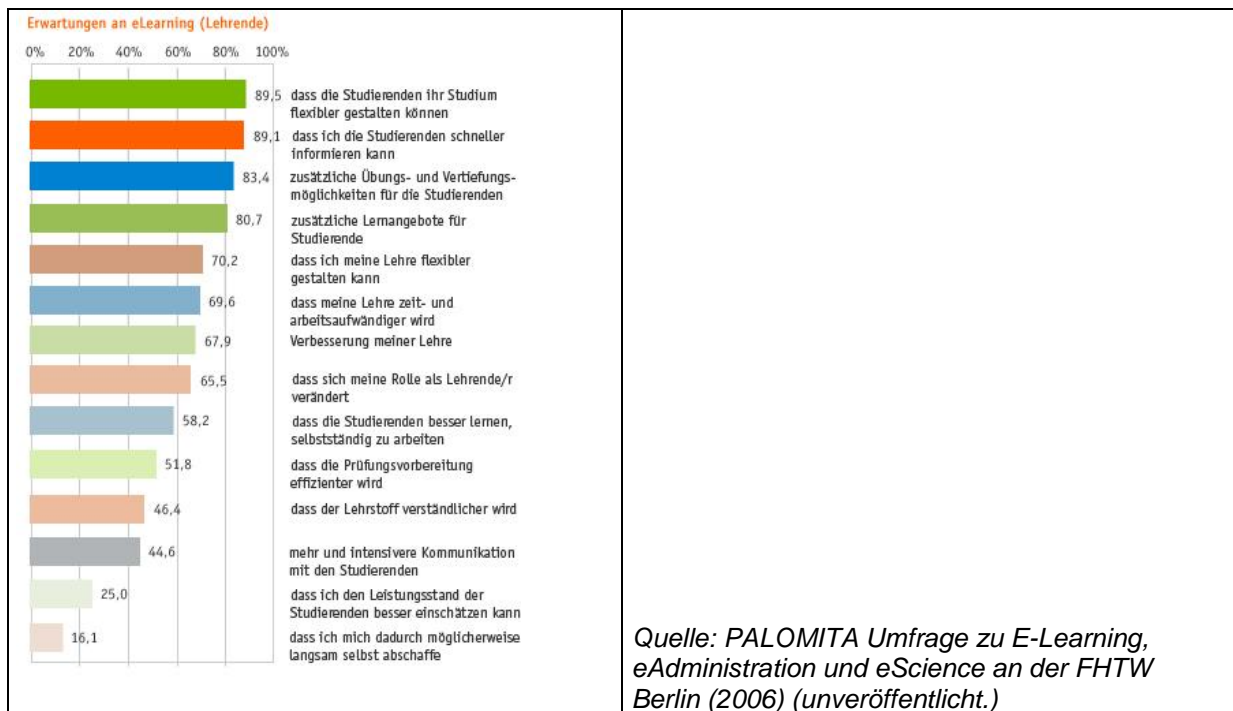 Erwartungen an eLearning (Lehrende)
0% 20% 40% 60% 80% 100%
89,5 dass die Studierenden ihr Studium
flexibler gestalten können
89,1 dass ich die Studierenden schneller
informieren kann
83,4 zusätzliche Übungs- und Vertiefungs-
möglichkeiten für die Studierenden
80,7 zusätzliche Lernangebote für
Studierende
70,2 dass ich meine Lehre flexibler
gestalten kann
69,6 dass meine Lehre zeit- und
arbeitsaufwändiger wird
67,9 Verbesserung meiner Lehre
65,5 dass sich meine Rolle als Lehrende/r
verändert
58,2 dass die Studierenden besser lernen,
selbstständig zu arbeiten
51,8 dass die Prüfungsvorbereitung
effizienter wird
46,4 dass der Lehrstoff verständlicher wird
44,6 mehr und intensivere Kommunikation
mit den Studierenden
25,0 dass ich den Leistungsstand der
Studierenden besser einschätzen kann
16,1 dass ich mich dadurch möglicherweise
langsam selbst abschaffe
Quelle: PALOMITA Umfrage zu E-Learning,
eAdministration und eScience an der FHTW
Berlin (2006) (unveröffentlicht.)